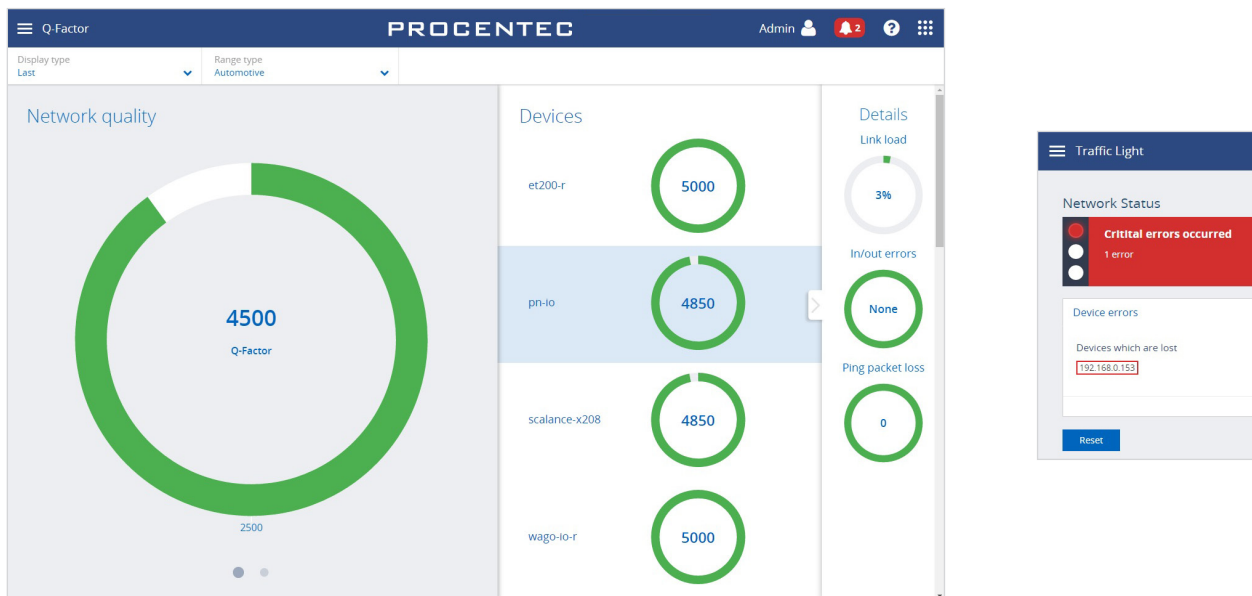 Q-Factor
PROCENTEC
Admin
2
?
Display type
Last
Range type
Automotive
Network quality
4500
Q-Factor
2500
Devices
et200-r
5000
pn-io
4850
scalance-x208
4850
wago-io-r
5000
Details
Link load
3%
In/out errors
None
Ping packet loss
0
Traffic Light
Network Status
Critital errors occurred
1 error
Device errors
Devices which are lost
192.168.0.153
Reset